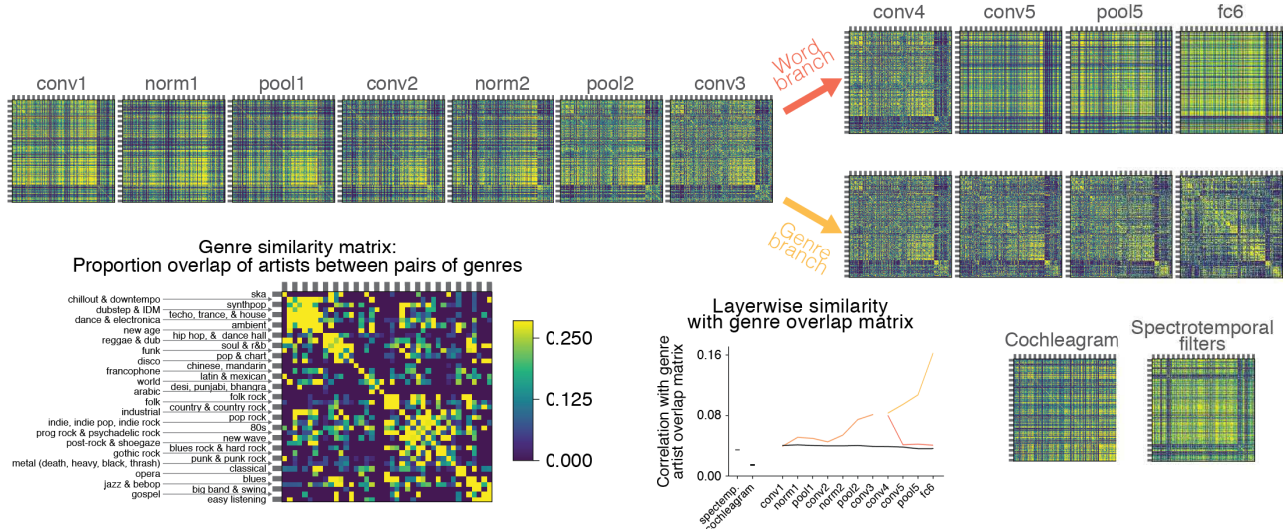 conv4
conv5
pool5
fc6
Word
branch
conv1
norm1
pool1
conv2
norm2
pool2
conv3
Genre
branch
Genre similarity matrix:
Proportion overlap of artists between pairs of genres
ska
chillout & downtempo
synthpop
dubstep & IDM
techo, trance, & house
dance & electronica
ambient
new age
hip hop, & dance hall
reggae & dub
soul & r&b
funk
pop & chart
disco
chinese, mandarin
francophone
latin & mexican
world
desi, punjabi, bhangra
arabic
folk rock
folk
country & country rock
industrial
pop rock
indie, indie pop, indie rock
80s
prog rock & psychadelic rock
new wave
post-rock & shoegaze
blues rock & hard rock
gothic rock
punk & punk rock
metal (death, heavy, black, thrash)
classical
opera
blues
jazz & bebop
big band & swing
gospel
easy listening
0.250
0.125
0.000
Layerwise similarity
with genre overlap matrix
Correlation with genre
artist overlap matrix
0.16
0.08
0.00
spectemp
cochleagram
conv1
norm1
pool1
conv2
norm2
pool2
conv3
conv4
conv5
pool5
fc6
Cochleagram
Spectrotemporal
filters